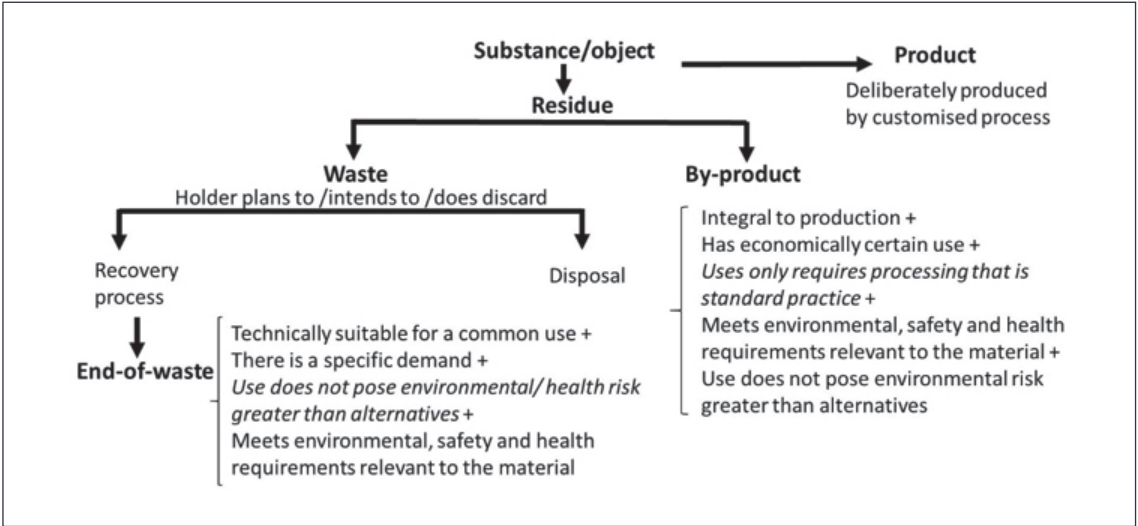 Substance/object
Product
Deliberately produced
by customised process
Residue
Waste
Holder plans to /intends to /does discard
By-product
Integral to production +
Has economically certain use +
Uses only requires processing that is
standard practice +
Meets environmental, safety and health
requirements relevant to the material +
Use does not pose environmental risk
greater than alternatives
Recovery
process
Disposal
End-of-waste
Technically suitable for a common use +
There is a specific demand +
Use does not pose environmental/ health risk
greater than alternatives +
Meets environmental, safety and health
requirements relevant to the material